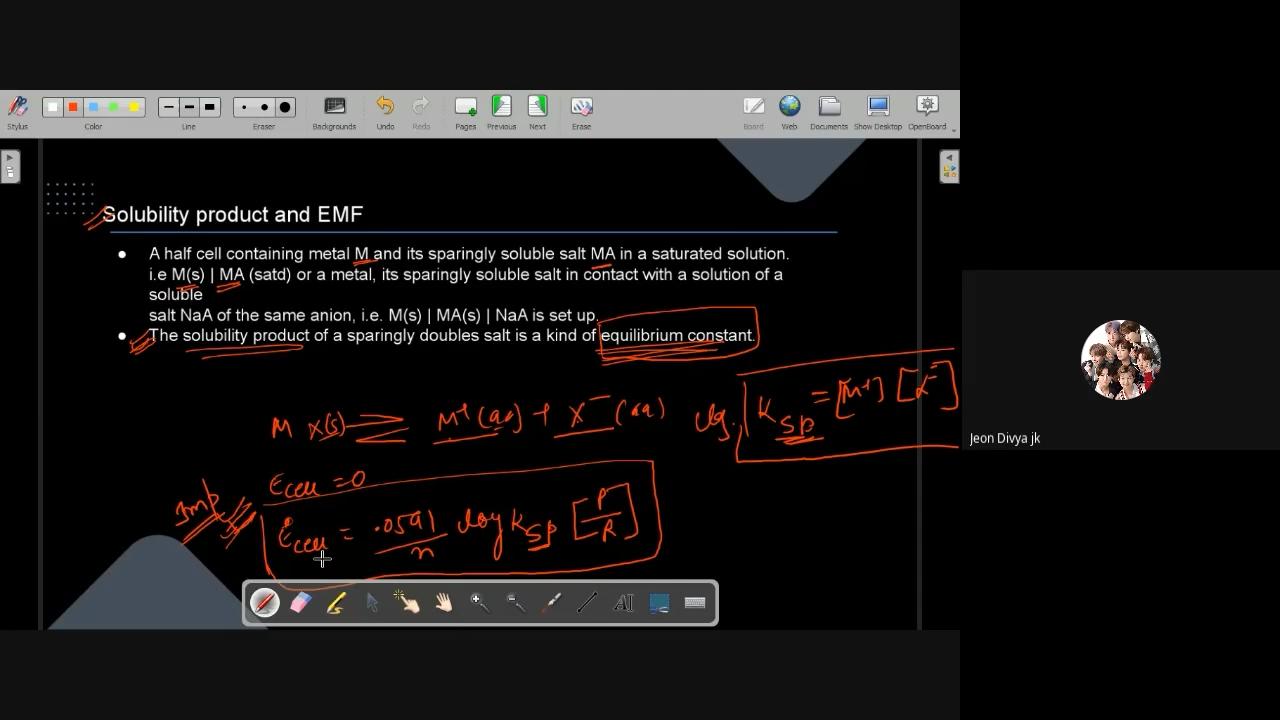 Stylus Color Line Eraser Backgrounds Undo Redo Pages Previous Next Erase Board Web Documents Show Desktop OpenBoard
Solubility product and EMF
● A half cell containing metal M and its sparingly soluble salt MA in a saturated solution.
i.e M(s) | MA (satd) or a metal, its sparingly soluble salt in contact with a solution of a
soluble
salt NaA of the same anion, i.e. M(s) | MA(s) | NaA is set up.
● The solubility product of a sparingly doubles salt is a kind of equilibrium constant.
Ksp = [M+] [X-]
M X(s) ⇌ M+ (aq) + X- (aq)
Ecell = 0
Imp
E°cell = .0591/n log Ksp [P/R]
AI
Jeon Divya jk